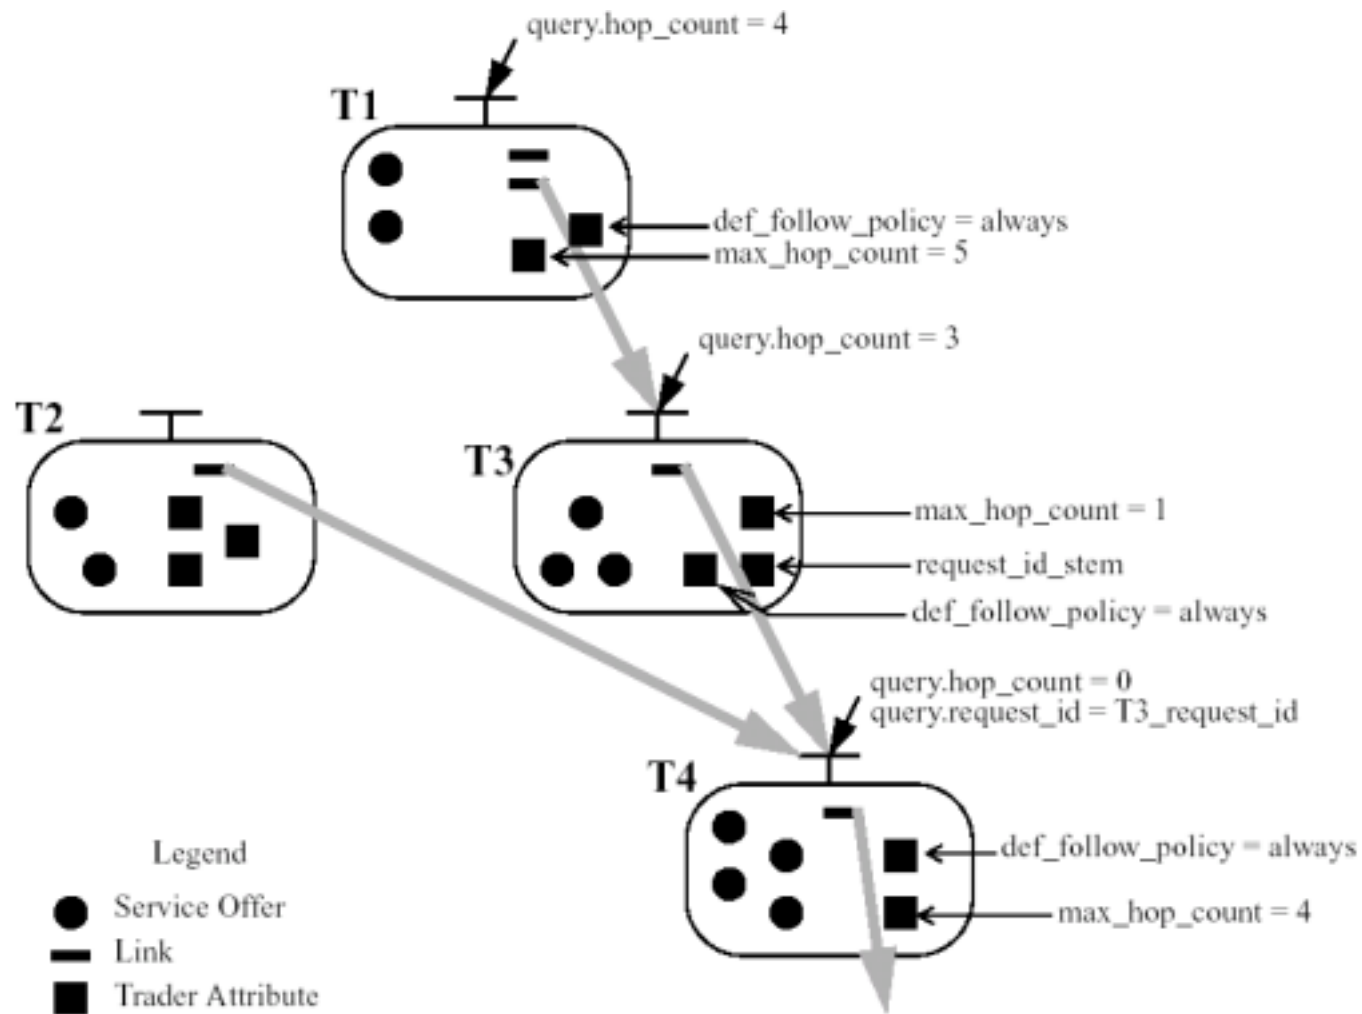 query.hop_count = 4
T1
def_follow_policy = always
max_hop_count = 5
query.hop_count = 3
T2
T3
max_hop_count = 1
request_id_stem
def_follow_policy = always
query.hop_count = 0
query.request_id = T3_request_id
T4
def_follow_policy = always
max_hop_count = 4
Legend
Service Offer
Link
Trader Attribute